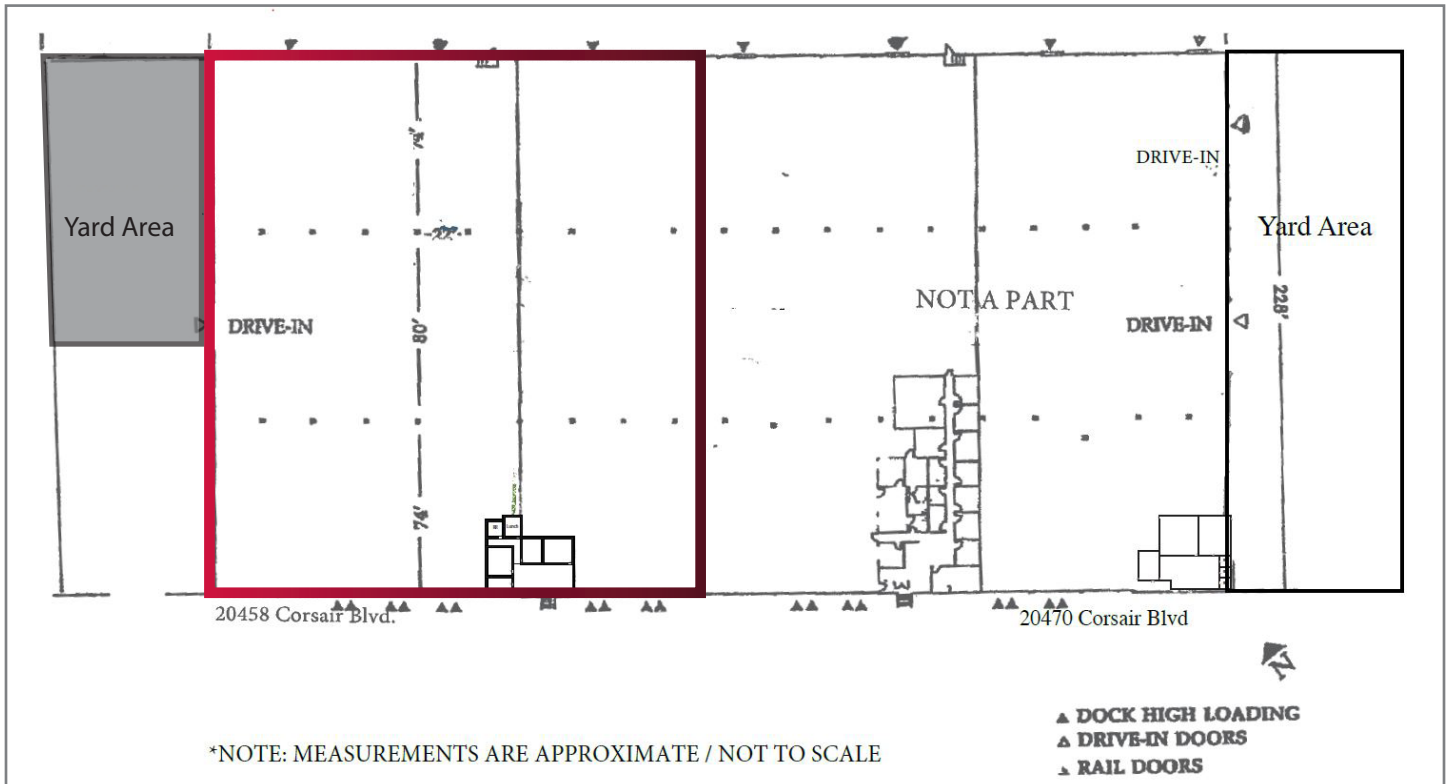 74'
DRIVE-IN
Yard Area
Yard Area
NOT A PART
228'
DRIVE-IN
80'
DRIVE-IN
74'
Lunch
20458 Corsair Blvd.
20470 Corsair Blvd
N
DOCK HIGH LOADING
*NOTE: MEASUREMENTS ARE APPROXIMATE / NOT TO SCALE
DRIVE-IN DOORS
RAIL DOORS